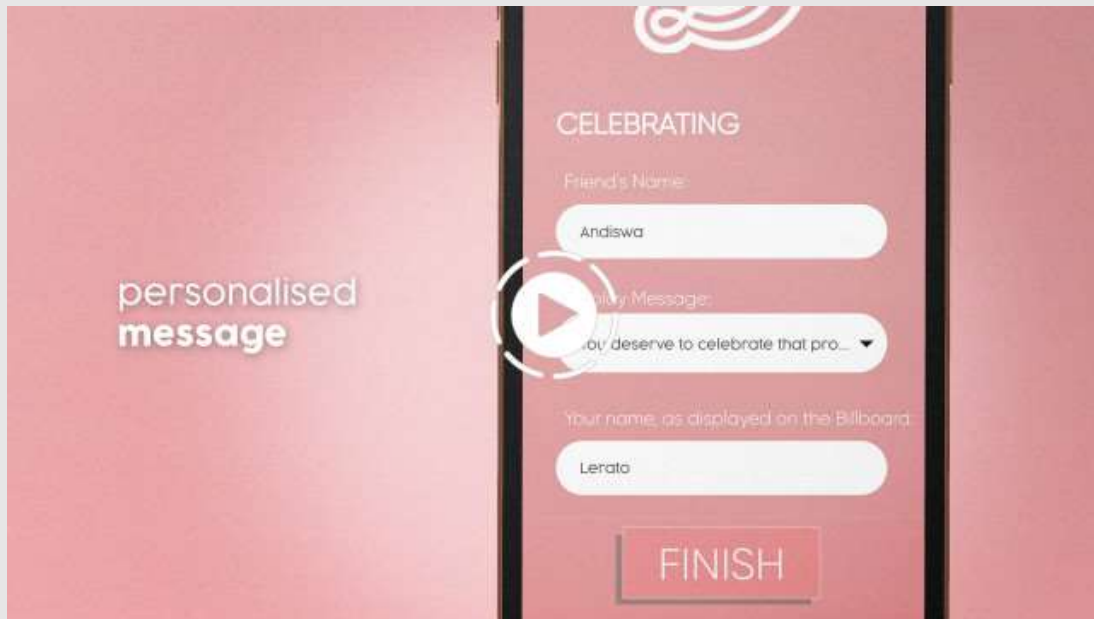 personalised
message
CELEBRATING
Friend's Name:
Andiswa
Message:
deserve to celebrate that pro...
Your name, as displayed on the Billboard:
Lerato
FINISH